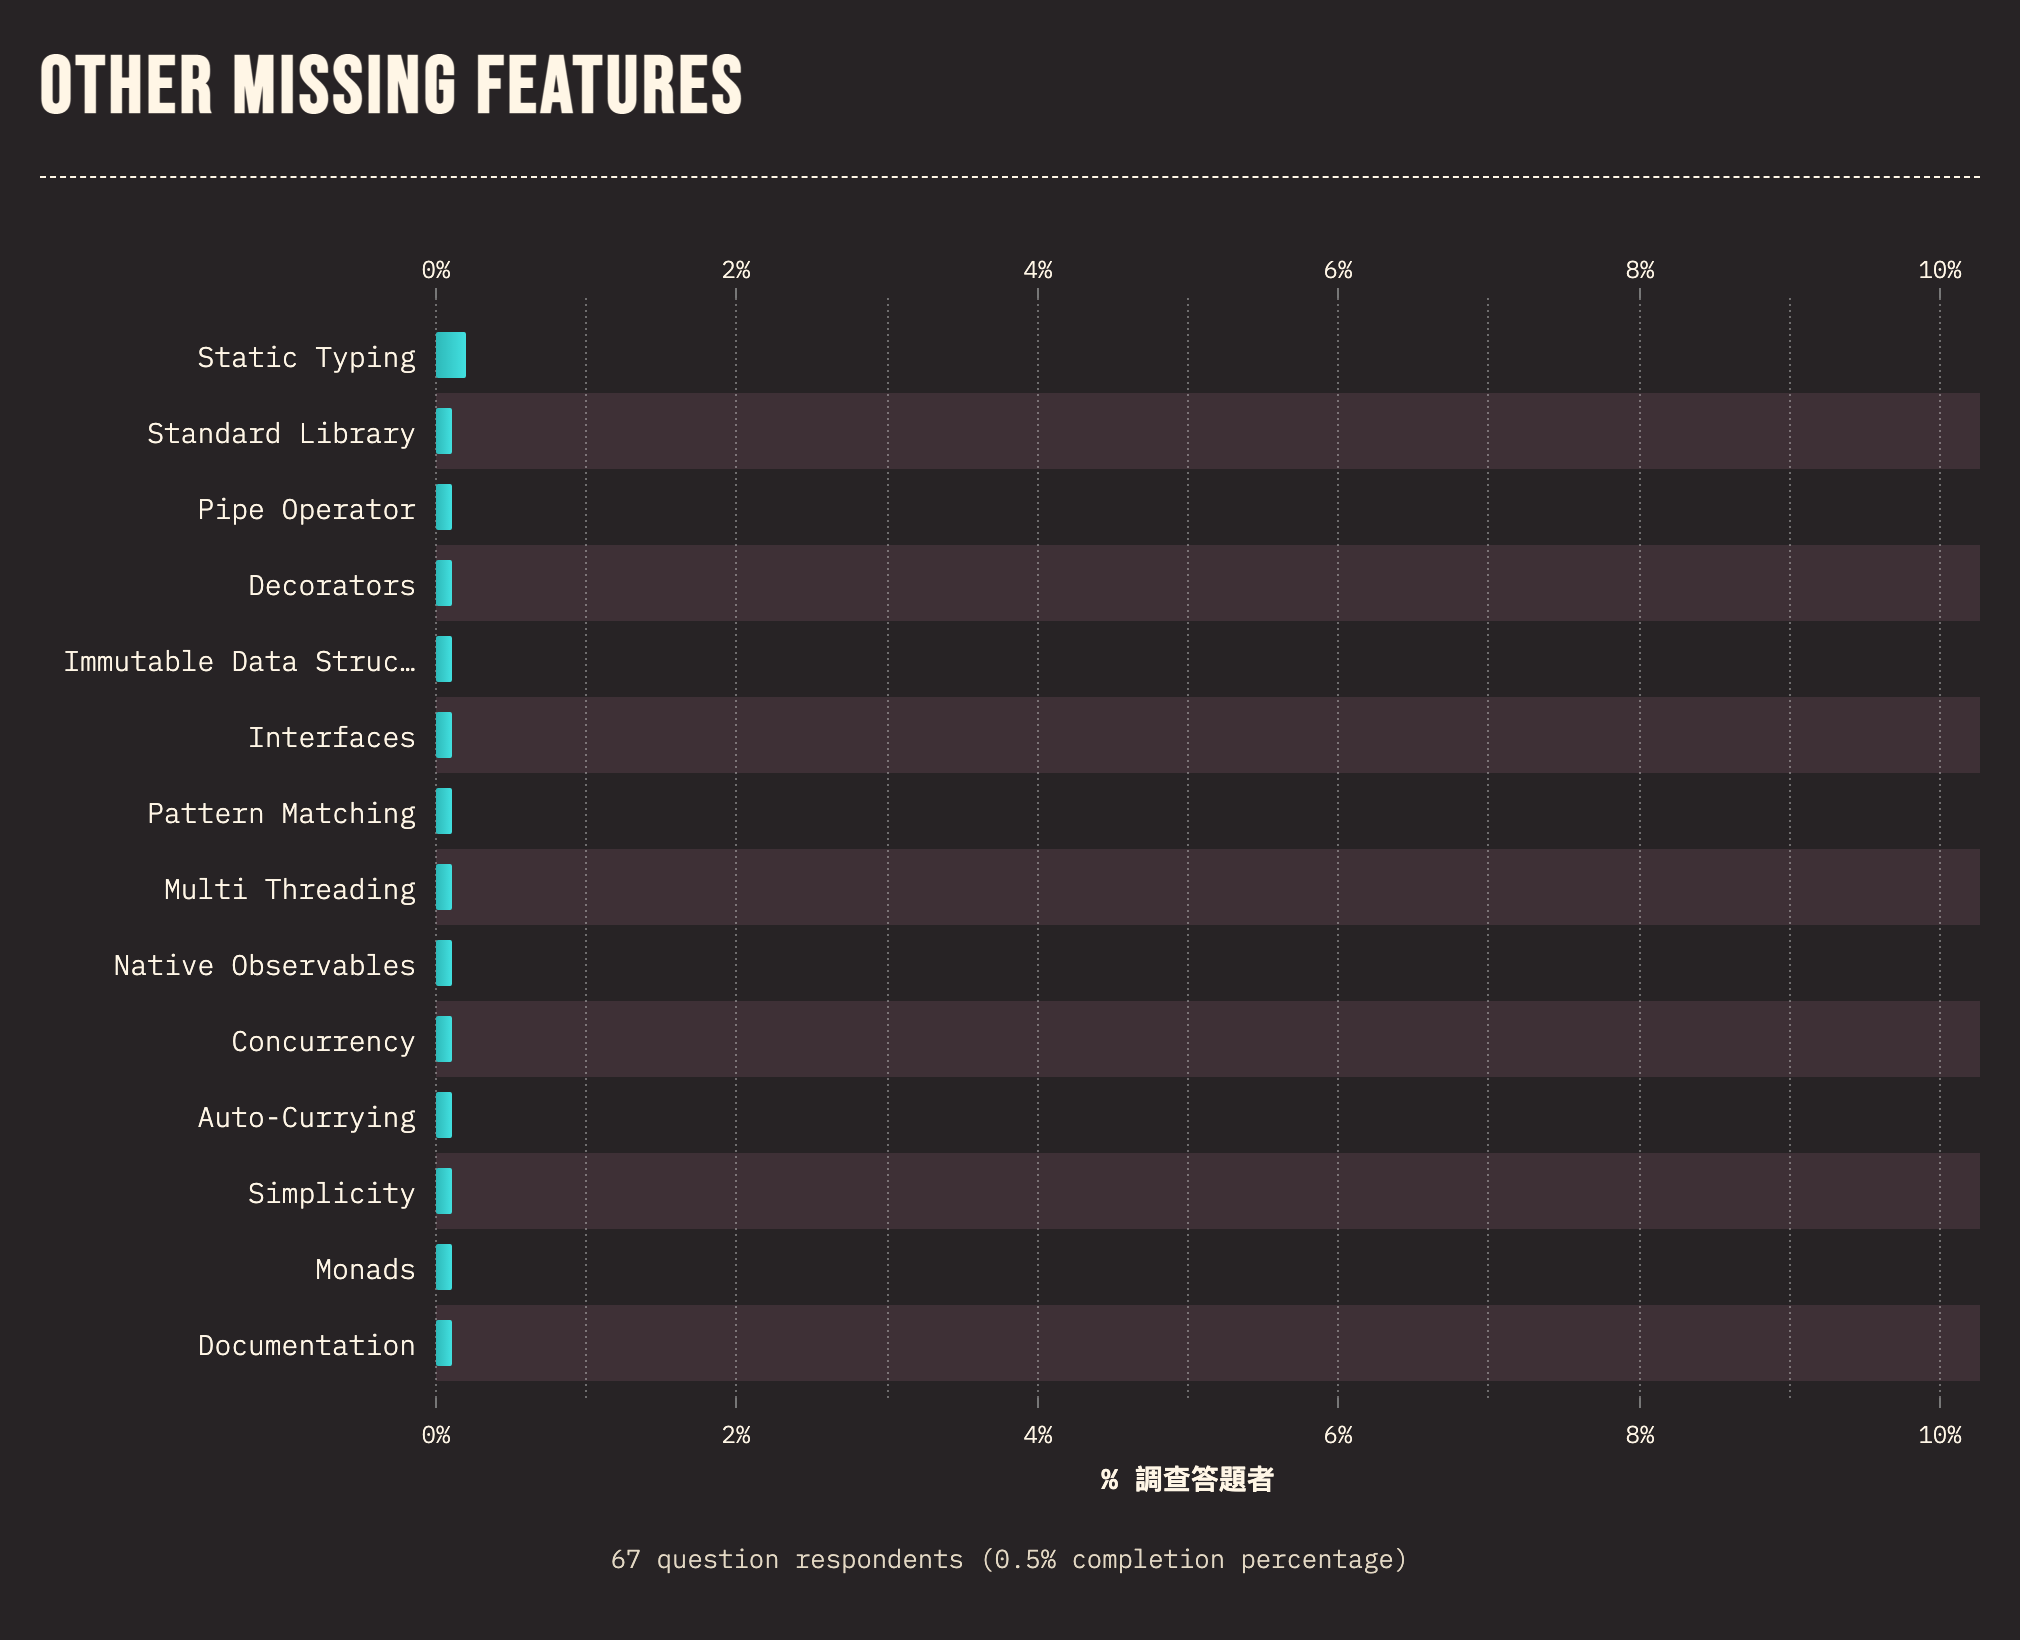 OTHER MISSING FEATURES
0% 2% 4% 6% 8% 10%
Static Typing
Standard Library
Pipe Operator
Decorators
Immutable Data Struc…
Interfaces
Pattern Matching
Multi Threading
Native Observables
Concurrency
Auto-Currying
Simplicity
Monads
Documentation
0% 2% 4% 6% 8% 10%
% 調查答題者
67 question respondents (0.5% completion percentage)